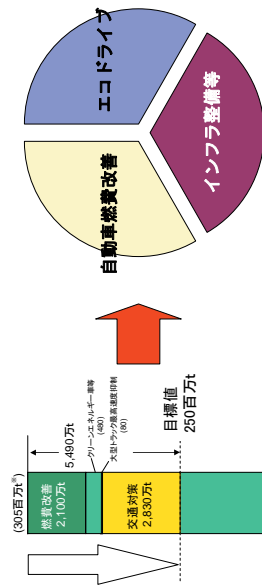 (305百万t※)
燃費改善
2,100万t
5,490万t
クリーンエネルギー車等
(480)
大型トラック最高速度抑制
(80)
交通対策
2,830万t
目標値
250百万t
自動車燃費改善
エコドライブ
インフラ整備等